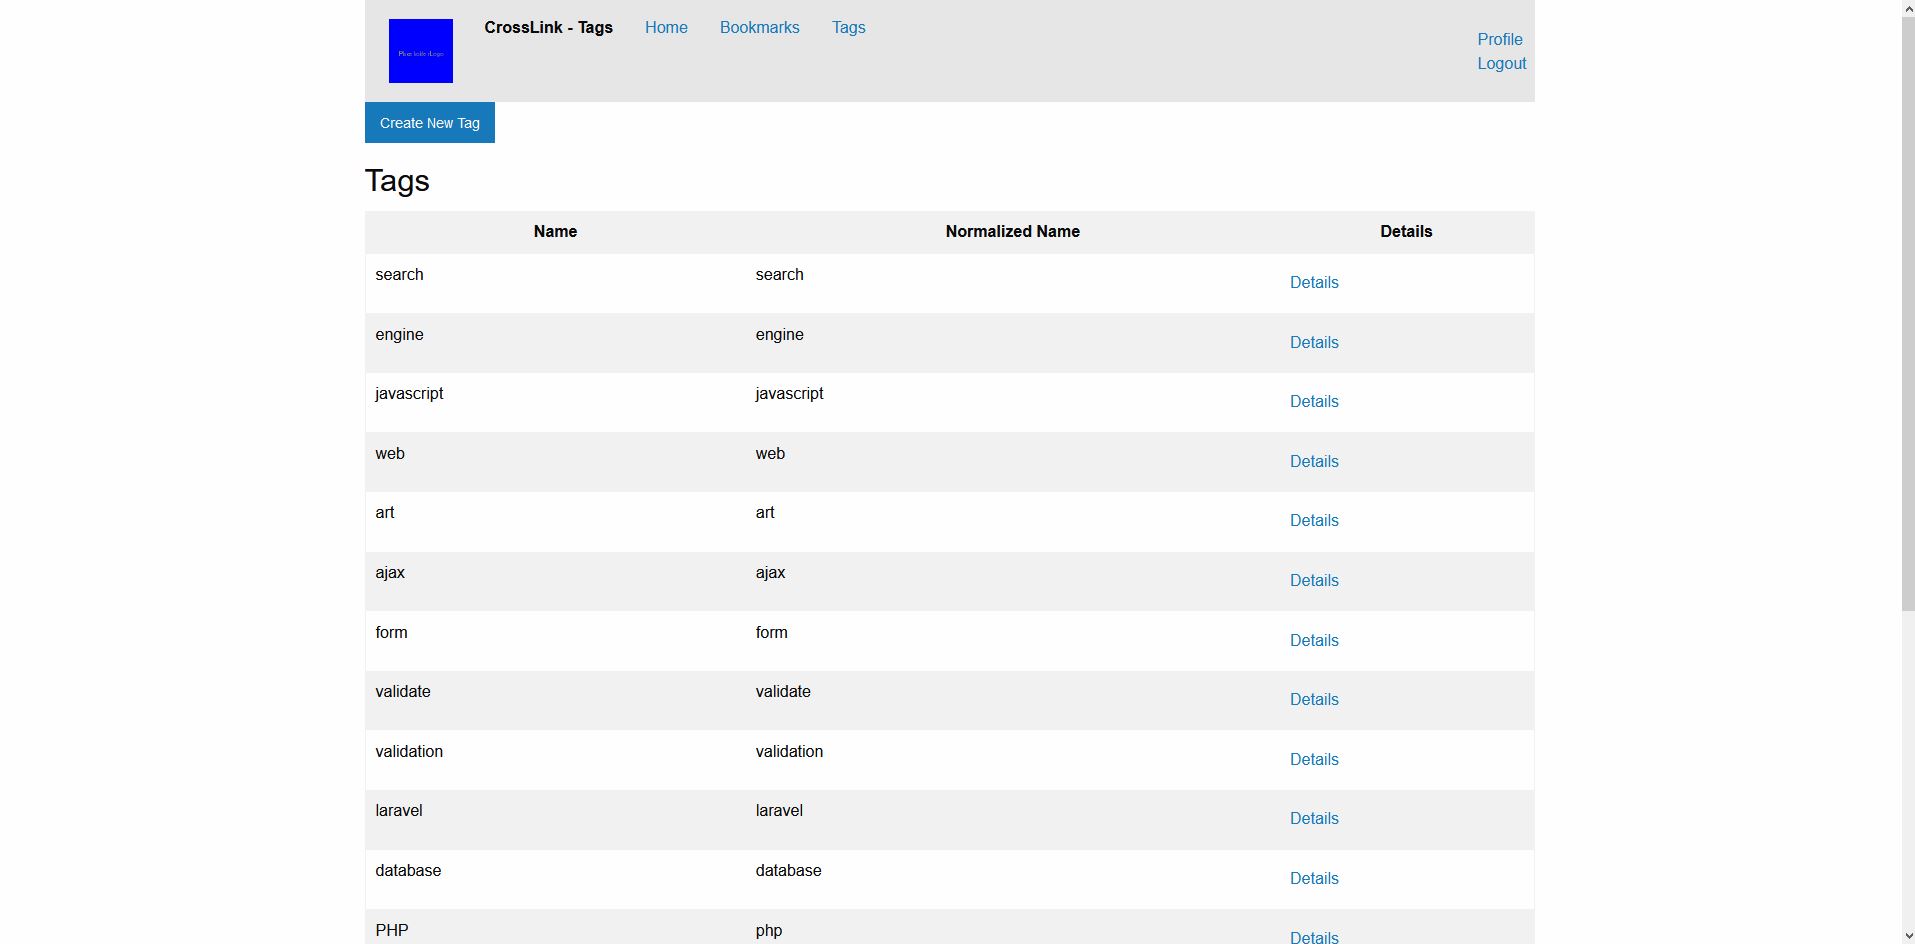 CrossLink - Tags Home Bookmarks Tags
Profile
Logout
Create New Tag
Tags
Name Normalized Name Details
search search Details
engine engine Details
javascript javascript Details
web web Details
art art Details
ajax ajax Details
form form Details
validate validate Details
validation validation Details
laravel laravel Details
database database Details
PHP php Details